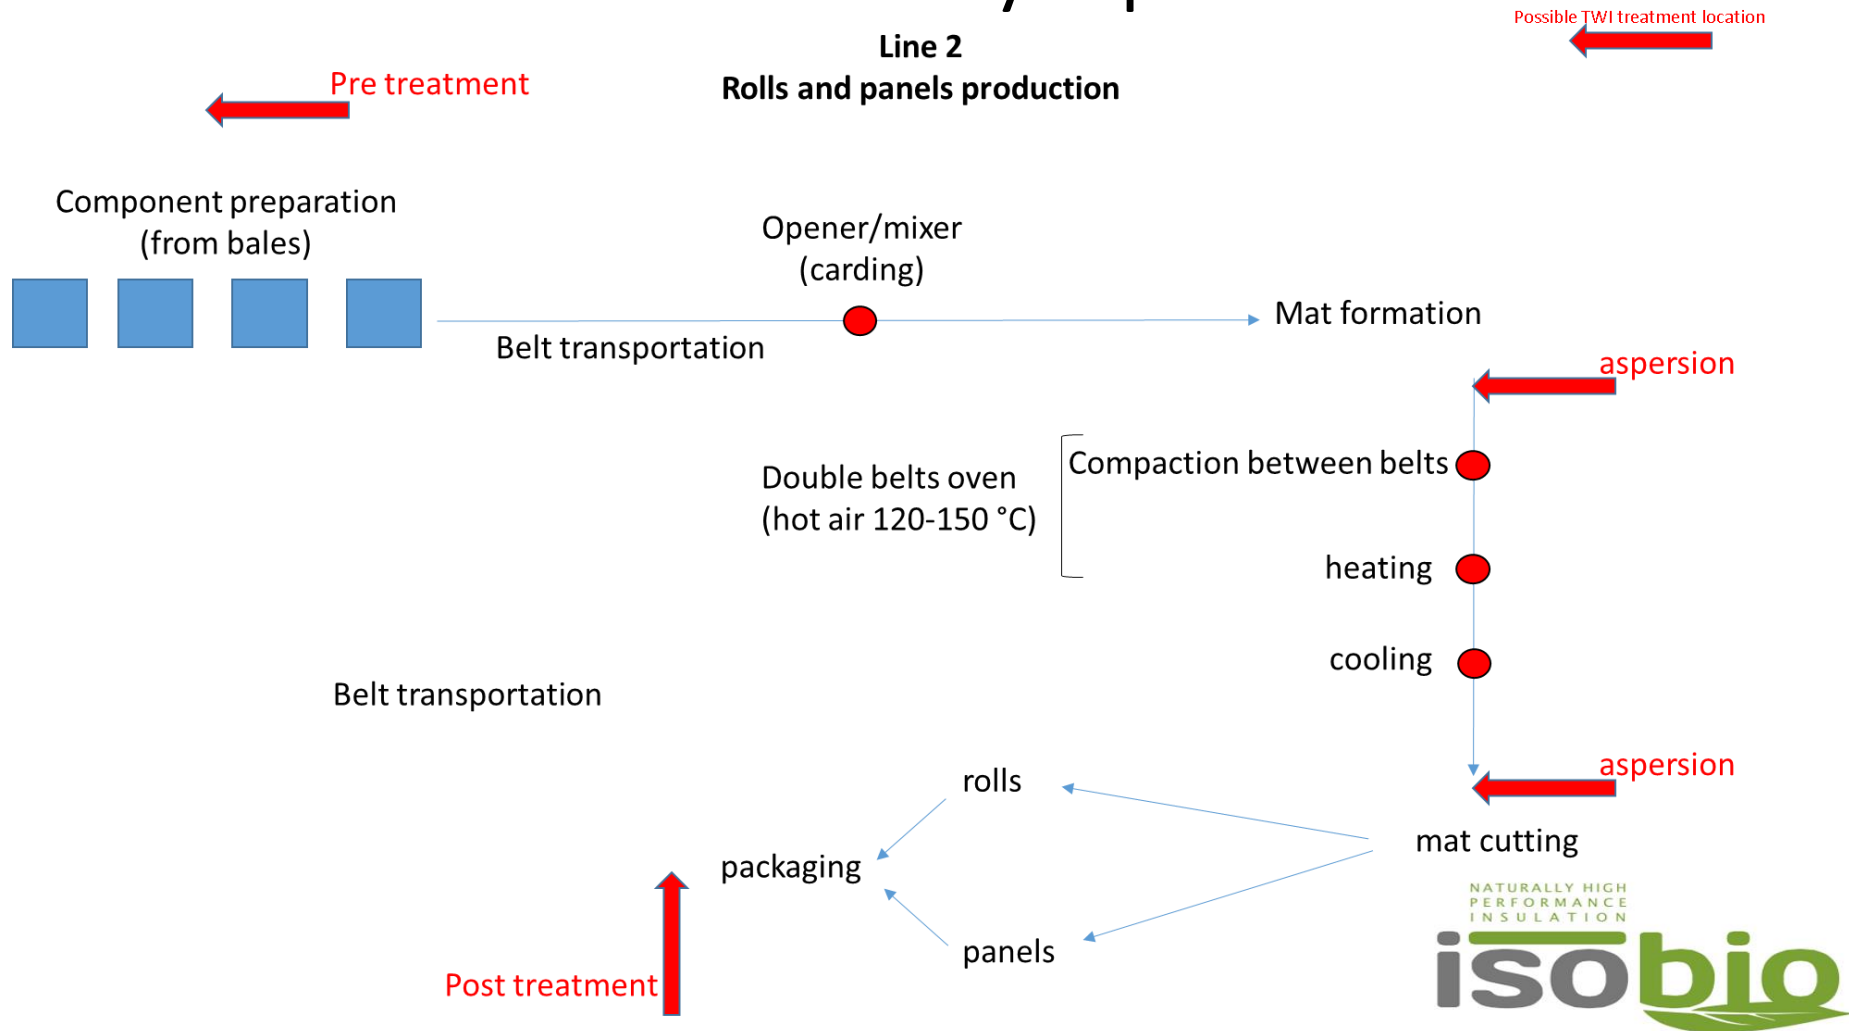 Possible TWI treatment location
Line 2
Rolls and panels production
Pre treatment
Component preparation
(from bales)
Opener/mixer
(carding)
Belt transportation
Mat formation
aspersion
Double belts oven
(hot air 120-150 °C)
Compaction between belts
heating
cooling
Belt transportation
aspersion
rolls
mat cutting
packaging
panels
Post treatment
NATURALLY HIGH
PERFORMANCE
INSULATION
isobio